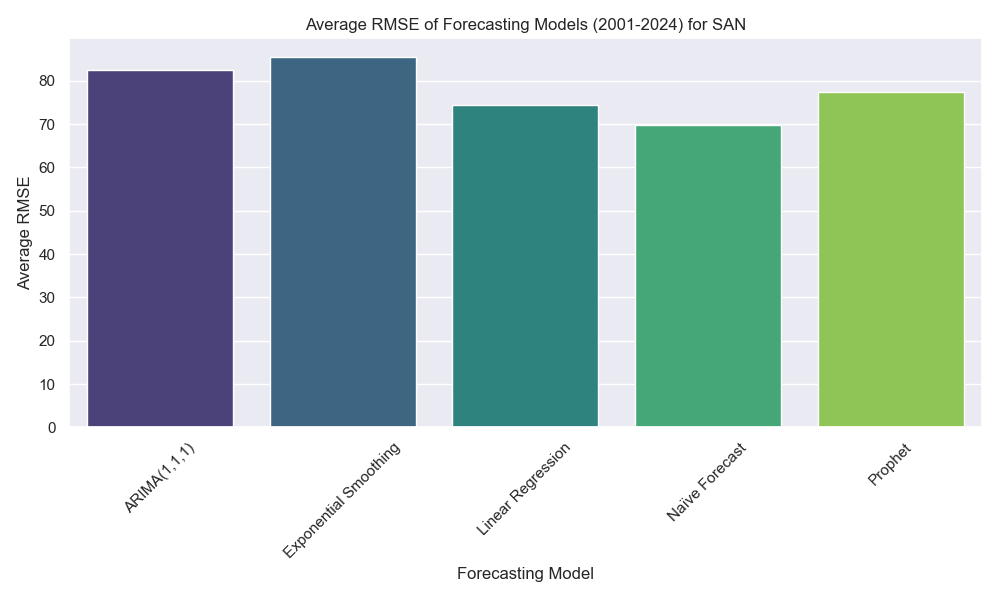 Average RMSE of Forecasting Models (2001-2024) for SAN
Average RMSE
80
70
60
50
40
30
20
10
0
ARIMA(1,1,1)
Exponential Smoothing
Linear Regression
Naïve Forecast
Prophet
Forecasting Model